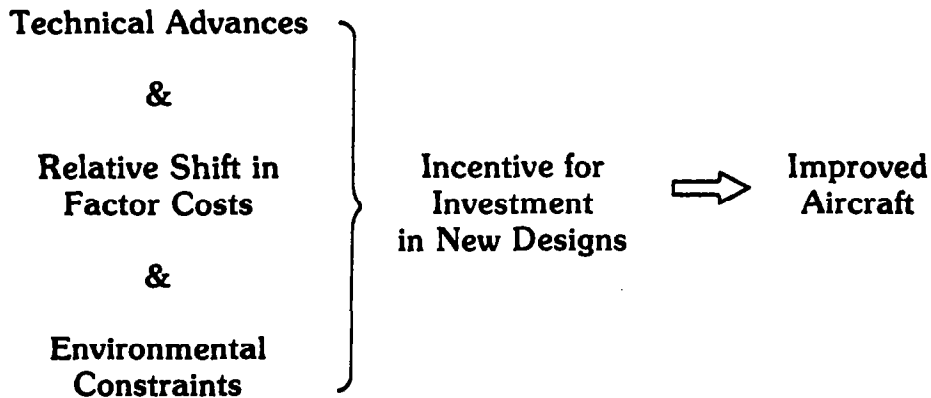 Technical Advances
&
Relative Shift in
Factor Costs
&
Environmental
Constraints
Incentive for
Investment
in New Designs
Improved
Aircraft